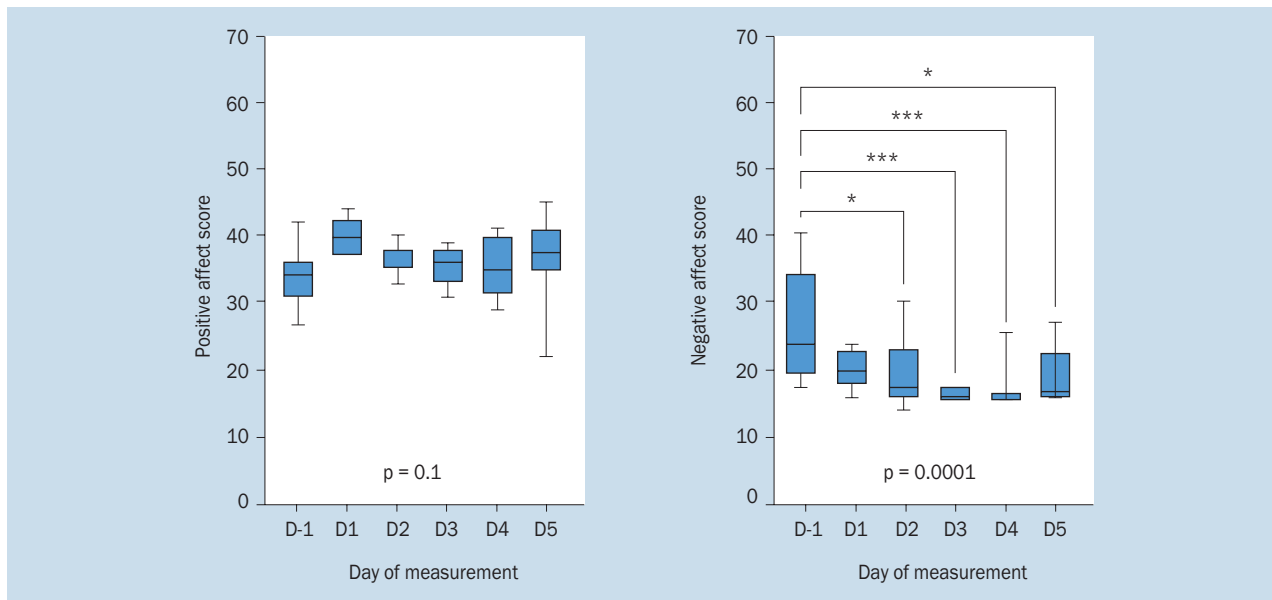 70
60
50
40
30
20
10
0
Positive affect score
p = 0.1
D-1 D1 D2 D3 D4 D5
Day of measurement
70
60
50
40
30
20
10
0
Negative affect score
*
***
***
*
p = 0.0001
D-1 D1 D2 D3 D4 D5
Day of measurement